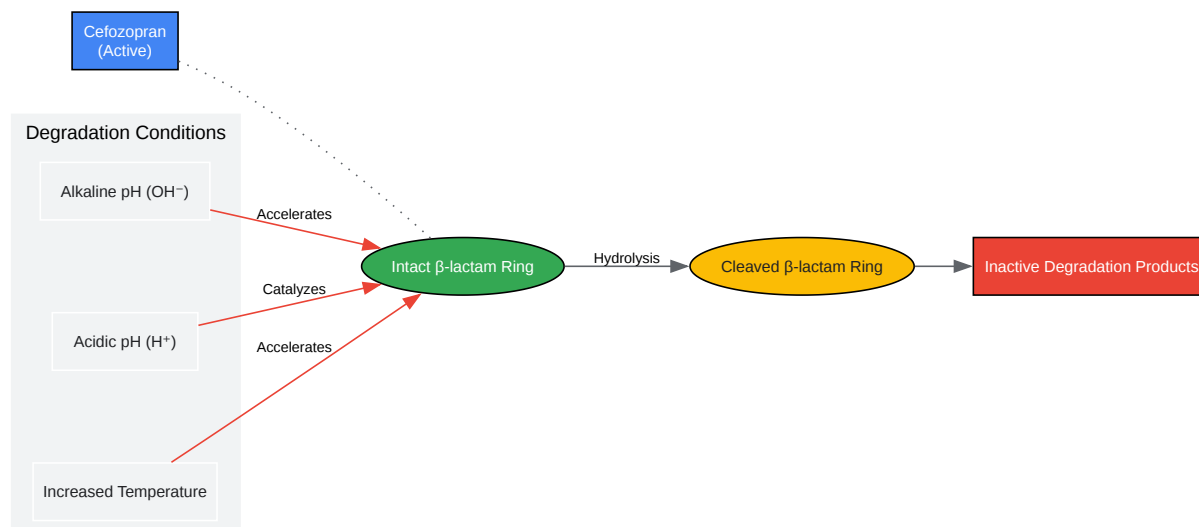 Cefozopran
(Active)
Degradation Conditions
Alkaline pH (OH⁻)
Accelerates
Intact β-lactam Ring
Hydrolysis
Cleaved β-lactam Ring
Inactive Degradation Products
Catalyzes
Acidic pH (H⁺)
Accelerates
Increased Temperature